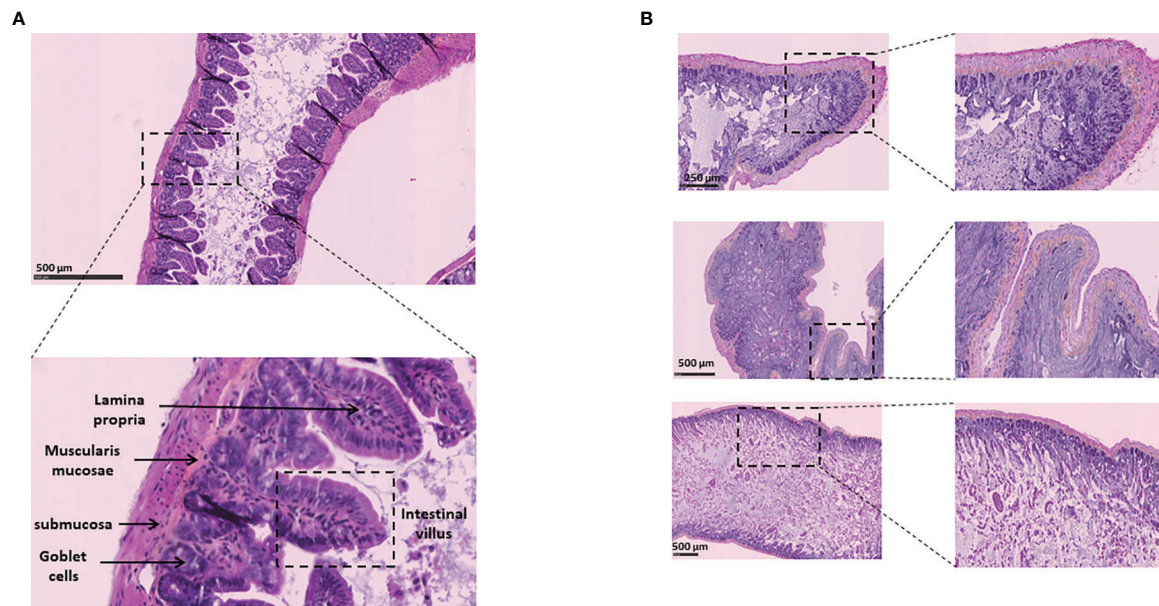 A
B
500 µm
Lamina
propria
Muscularis
mucosae
submucosa
Goblet
cells
Intestinal
villus
250 µm
500 µm
500 µm